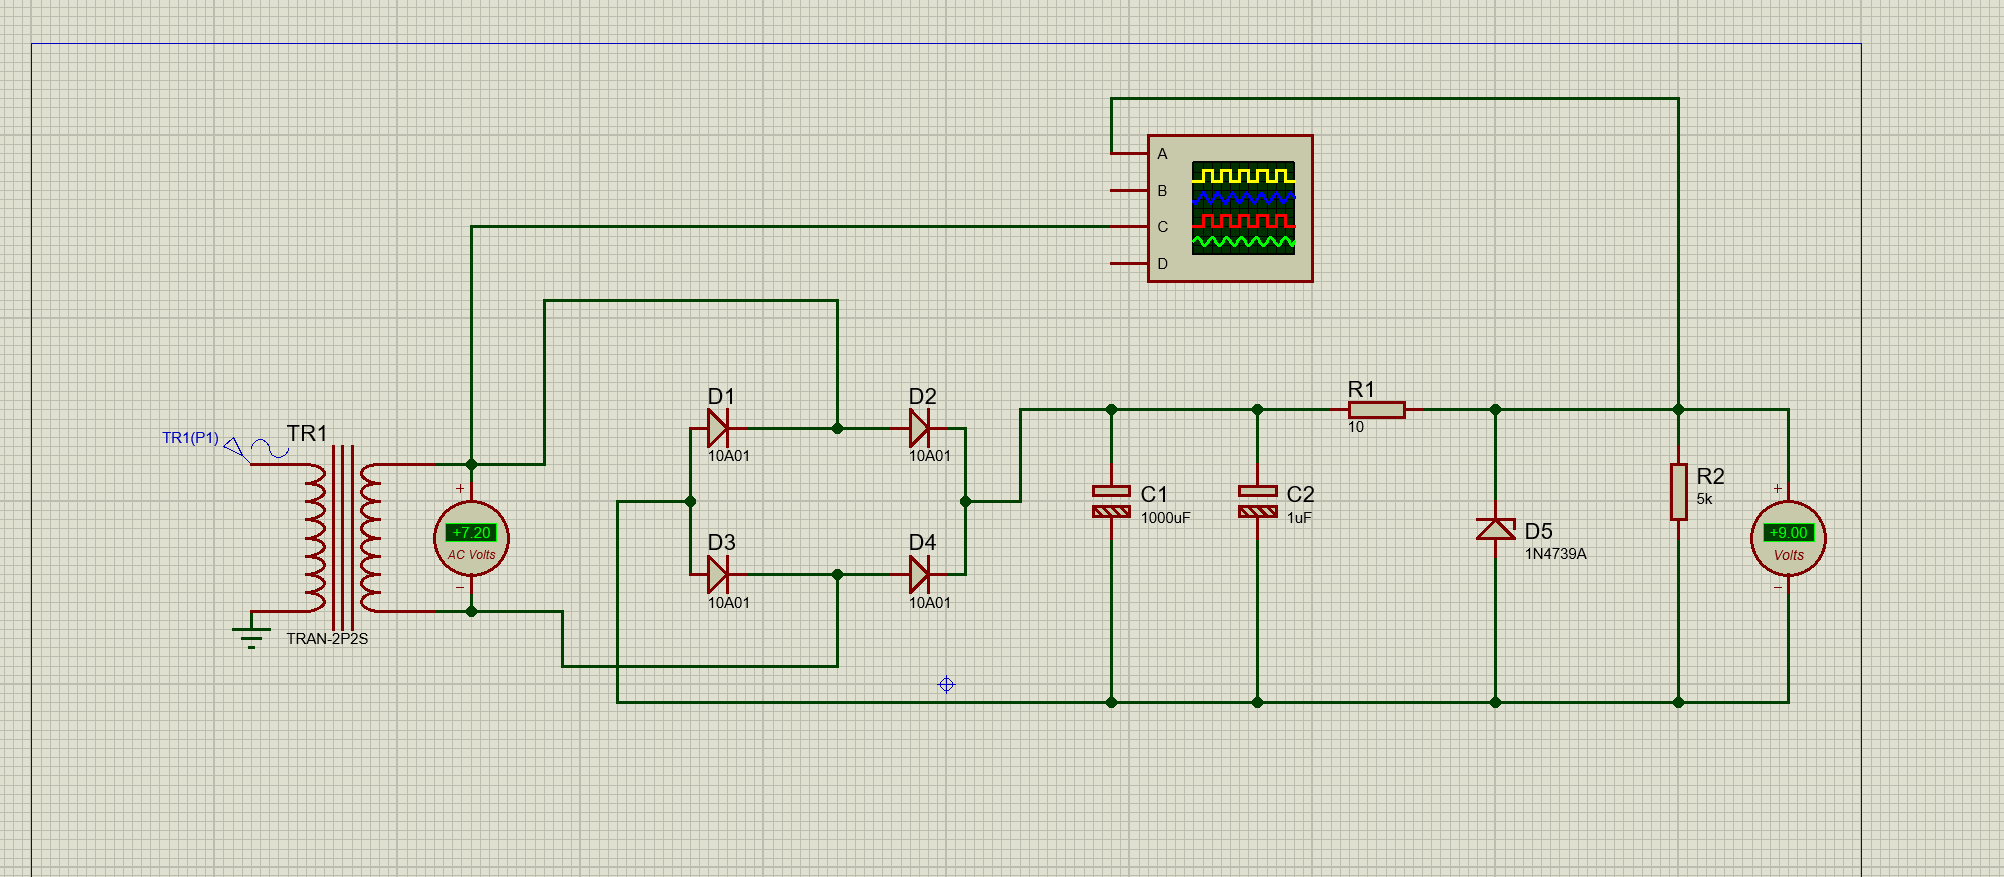 A
B
C
D
R1
10
D1
10A01
D2
10A01
TR1(P1)
TR1
TRAN-2P2S
+
+7.20
AC Volts
−
D3
10A01
D4
10A01
C1
1000uF
C2
1uF
D5
1N4739A
R2
5k
+
+9.00
Volts
−